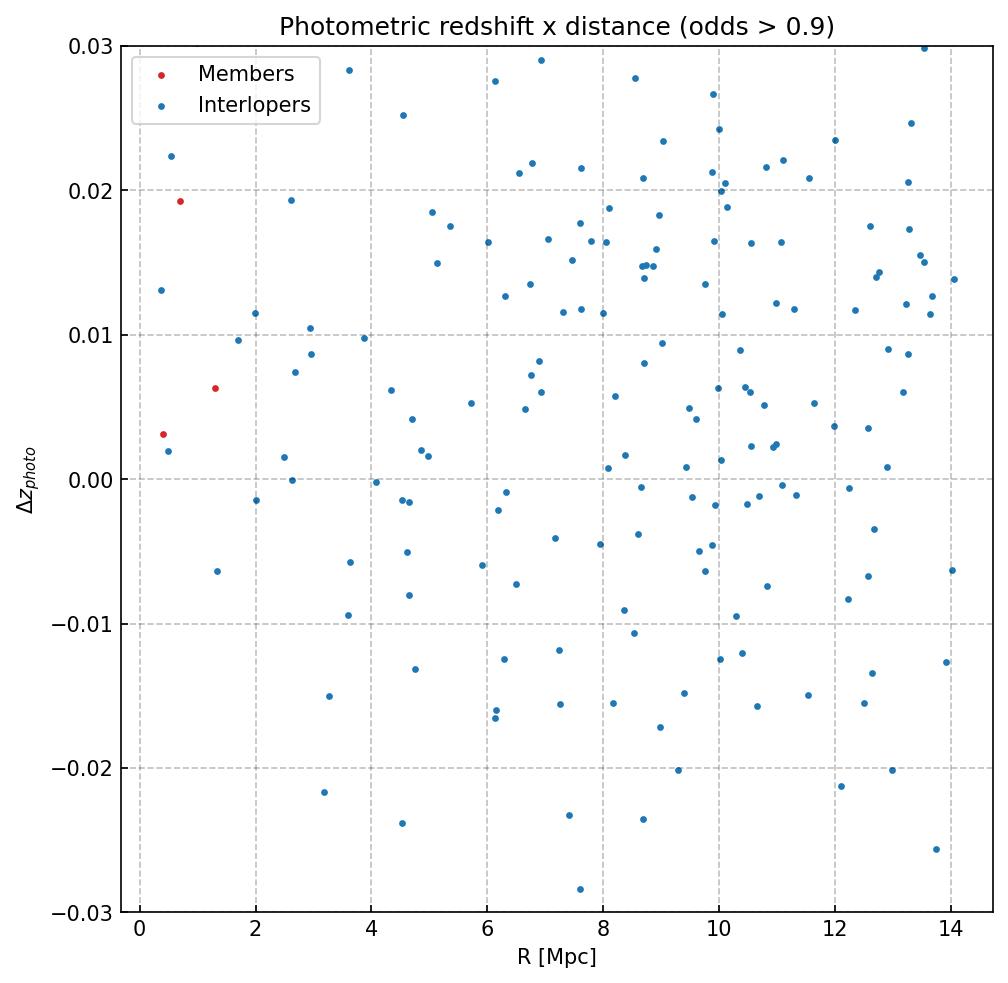 Photometric redshift x distance (odds > 0.9)
Members
Interlopers
0.03
0.02
0.01
0.00
−0.01
−0.02
−0.03
Δz_photo
0 2 4 6 8 10 12 14
R [Mpc]